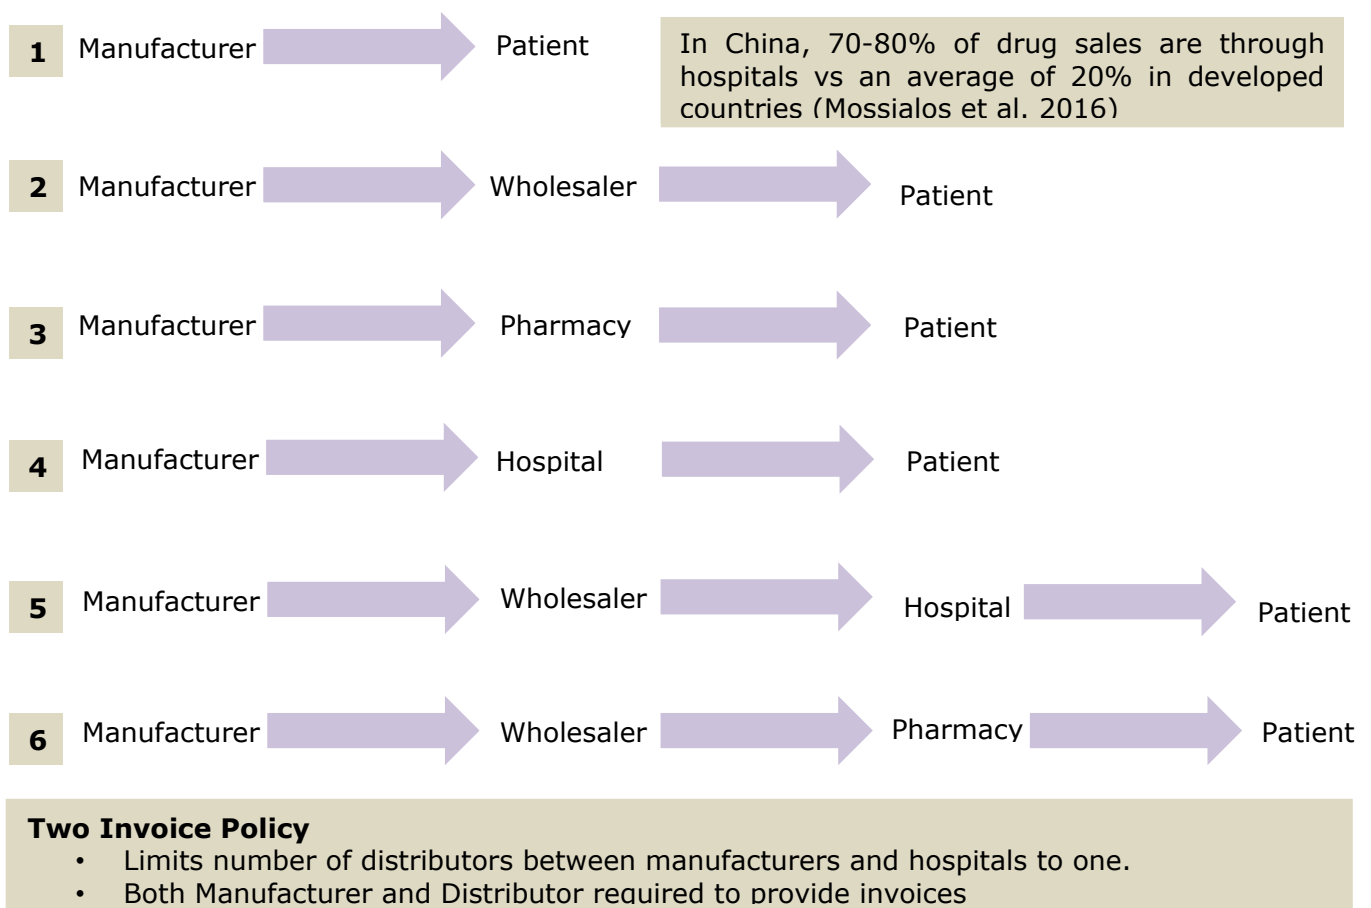 1 Manufacturer Patient
In China, 70-80% of drug sales are through
hospitals vs an average of 20% in developed
countries (Mossialos et al. 2016)
2 Manufacturer Wholesaler Patient
3 Manufacturer Pharmacy Patient
4 Manufacturer Hospital Patient
5 Manufacturer Wholesaler Hospital Patient
6 Manufacturer Wholesaler Pharmacy Patient
Two Invoice Policy
• Limits number of distributors between manufacturers and hospitals to one.
• Both Manufacturer and Distributor required to provide invoices